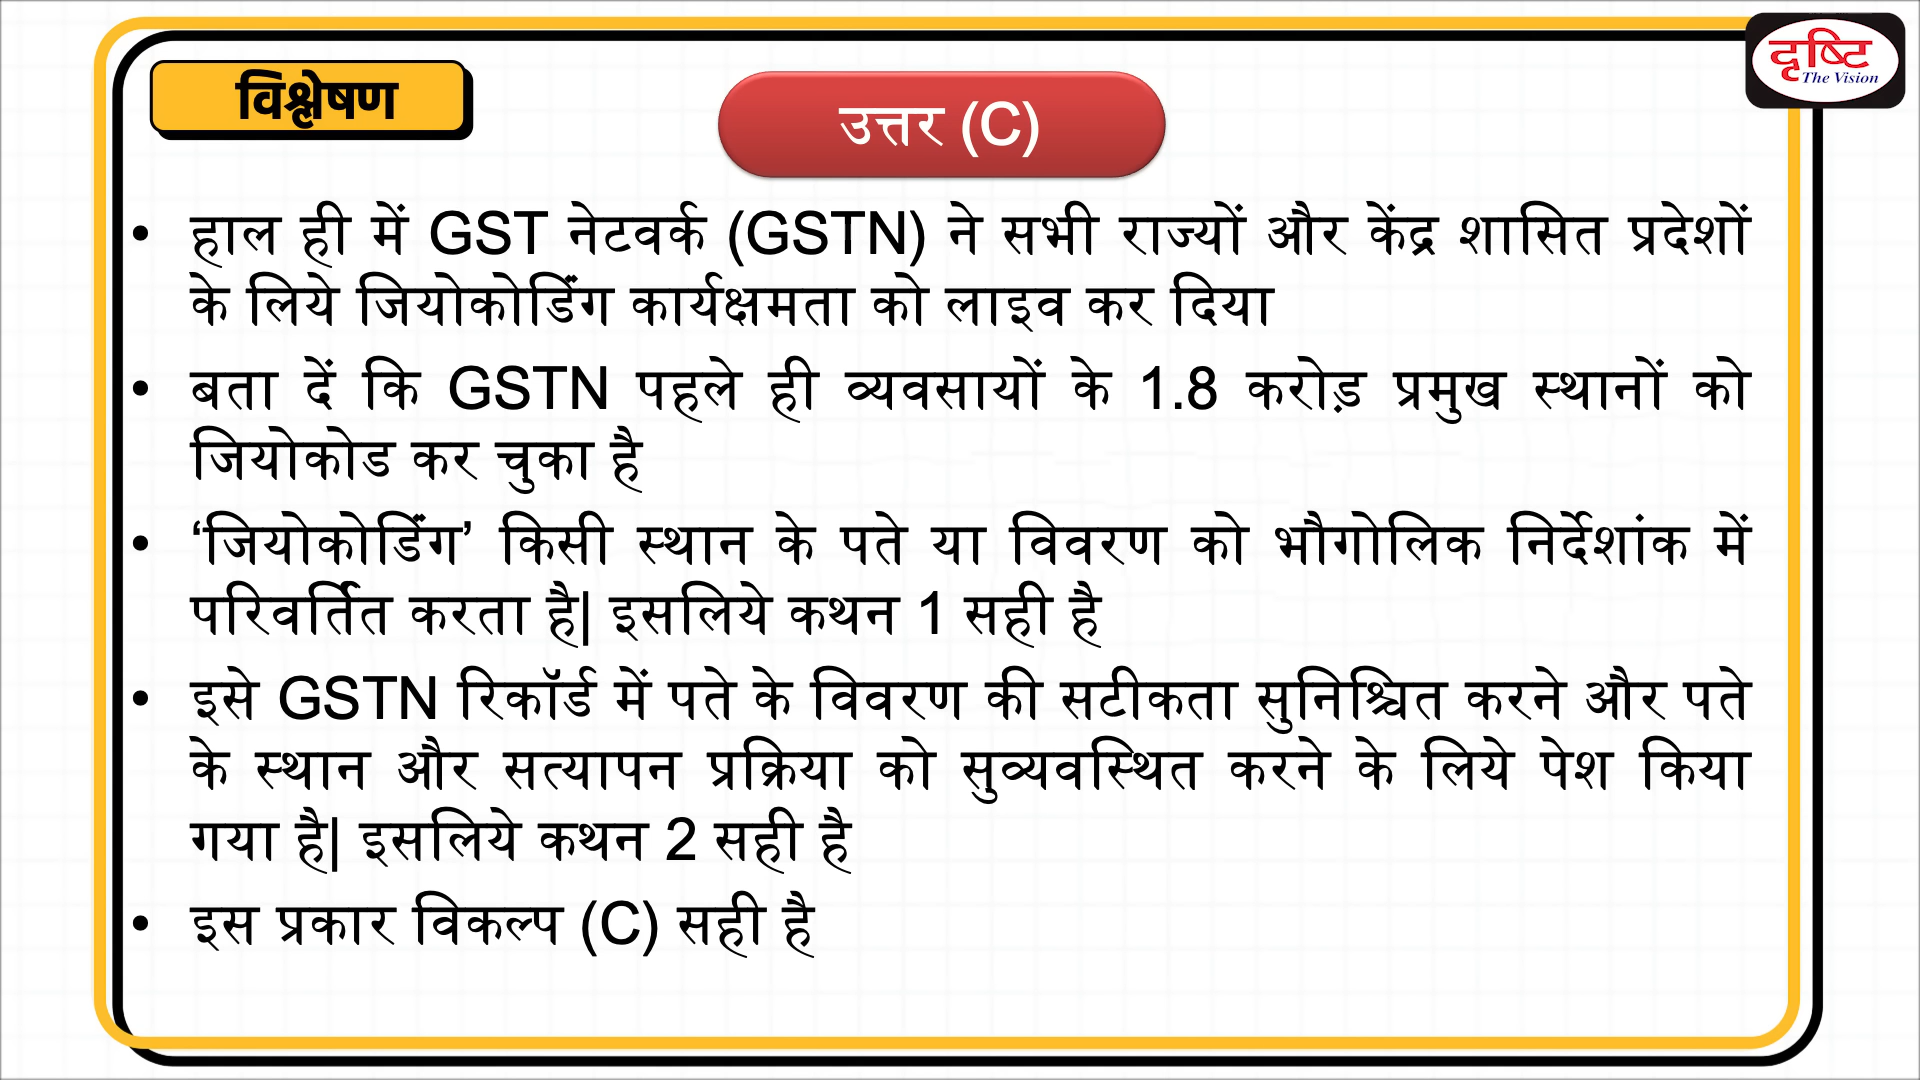 दृष्टि
The Vision
विश्लेषण
उत्तर (C)
• हाल ही में GST नेटवर्क (GSTN) ने सभी राज्यों और केंद्र शासित प्रदेशों
के लिये जियोकोडिंग कार्यक्षमता को लाइव कर दिया
• बता दें कि GSTN पहले ही व्यवसायों के 1.8 करोड़ प्रमुख स्थानों को
जियोकोड कर चुका है
• ‘जियोकोडिंग’ किसी स्थान के पते या विवरण को भौगोलिक निर्देशांक में
परिवर्तित करता है| इसलिये कथन 1 सही है
• इसे GSTN रिकॉर्ड में पते के विवरण की सटीकता सुनिश्चित करने और पते
के स्थान और सत्यापन प्रक्रिया को सुव्यवस्थित करने के लिये पेश किया
गया है| इसलिये कथन 2 सही है
• इस प्रकार विकल्प (C) सही है